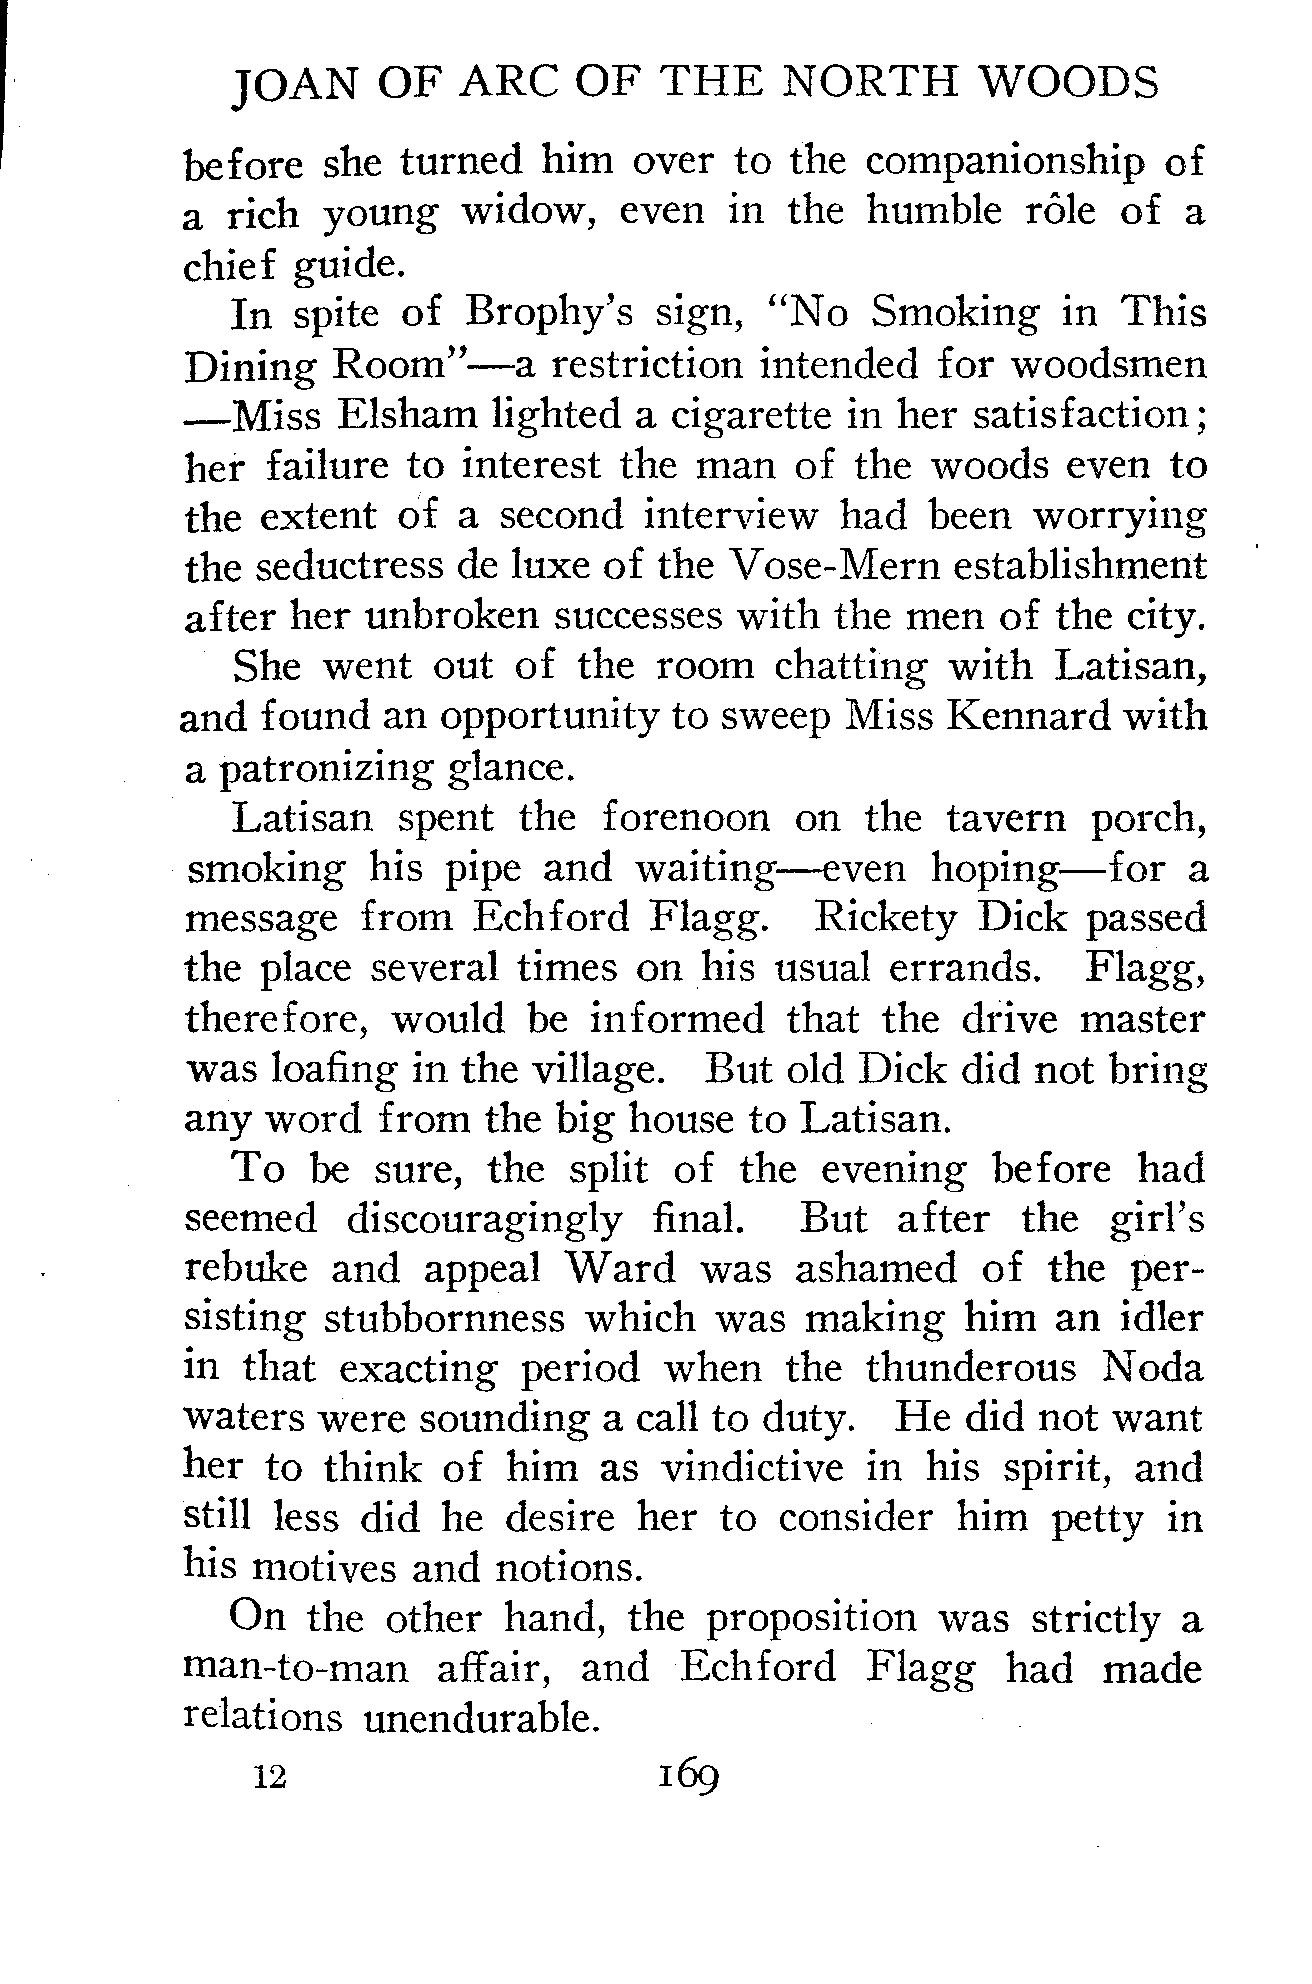 JOAN OF ARC OF THE NORTH WOODS
before she turned him over to the companionship of
a rich young widow, even in the humble rôle of a
chief guide.
In spite of Brophy's sign, "No Smoking in This
Dining Room"—a restriction intended for woodsmen
—Miss Elsham lighted a cigarette in her satisfaction;
her failure to interest the man of the woods even to
the extent of a second interview had been worrying
the seductress de luxe of the Vose-Mern establishment
after her unbroken successes with the men of the city.
She went out of the room chatting with Latisan,
and found an opportunity to sweep Miss Kennard with
a patronizing glance.
Latisan spent the forenoon on the tavern porch,
smoking his pipe and waiting—even hoping—for a
message from Echford Flagg. Rickety Dick passed
the place several times on his usual errands. Flagg,
therefore, would be informed that the drive master
was loafing in the village. But old Dick did not bring
any word from the big house to Latisan.
To be sure, the split of the evening before had
seemed discouragingly final. But after the girl's
rebuke and appeal Ward was ashamed of the per-
sisting stubbornness which was making him an idler
in that exacting period when the thunderous Noda
waters were sounding a call to duty. He did not want
her to think of him as vindictive in his spirit, and
still less did he desire her to consider him petty in
his motives and notions.
On the other hand, the proposition was strictly a
man-to-man affair, and Echford Flagg had made
relations unendurable.
12 169